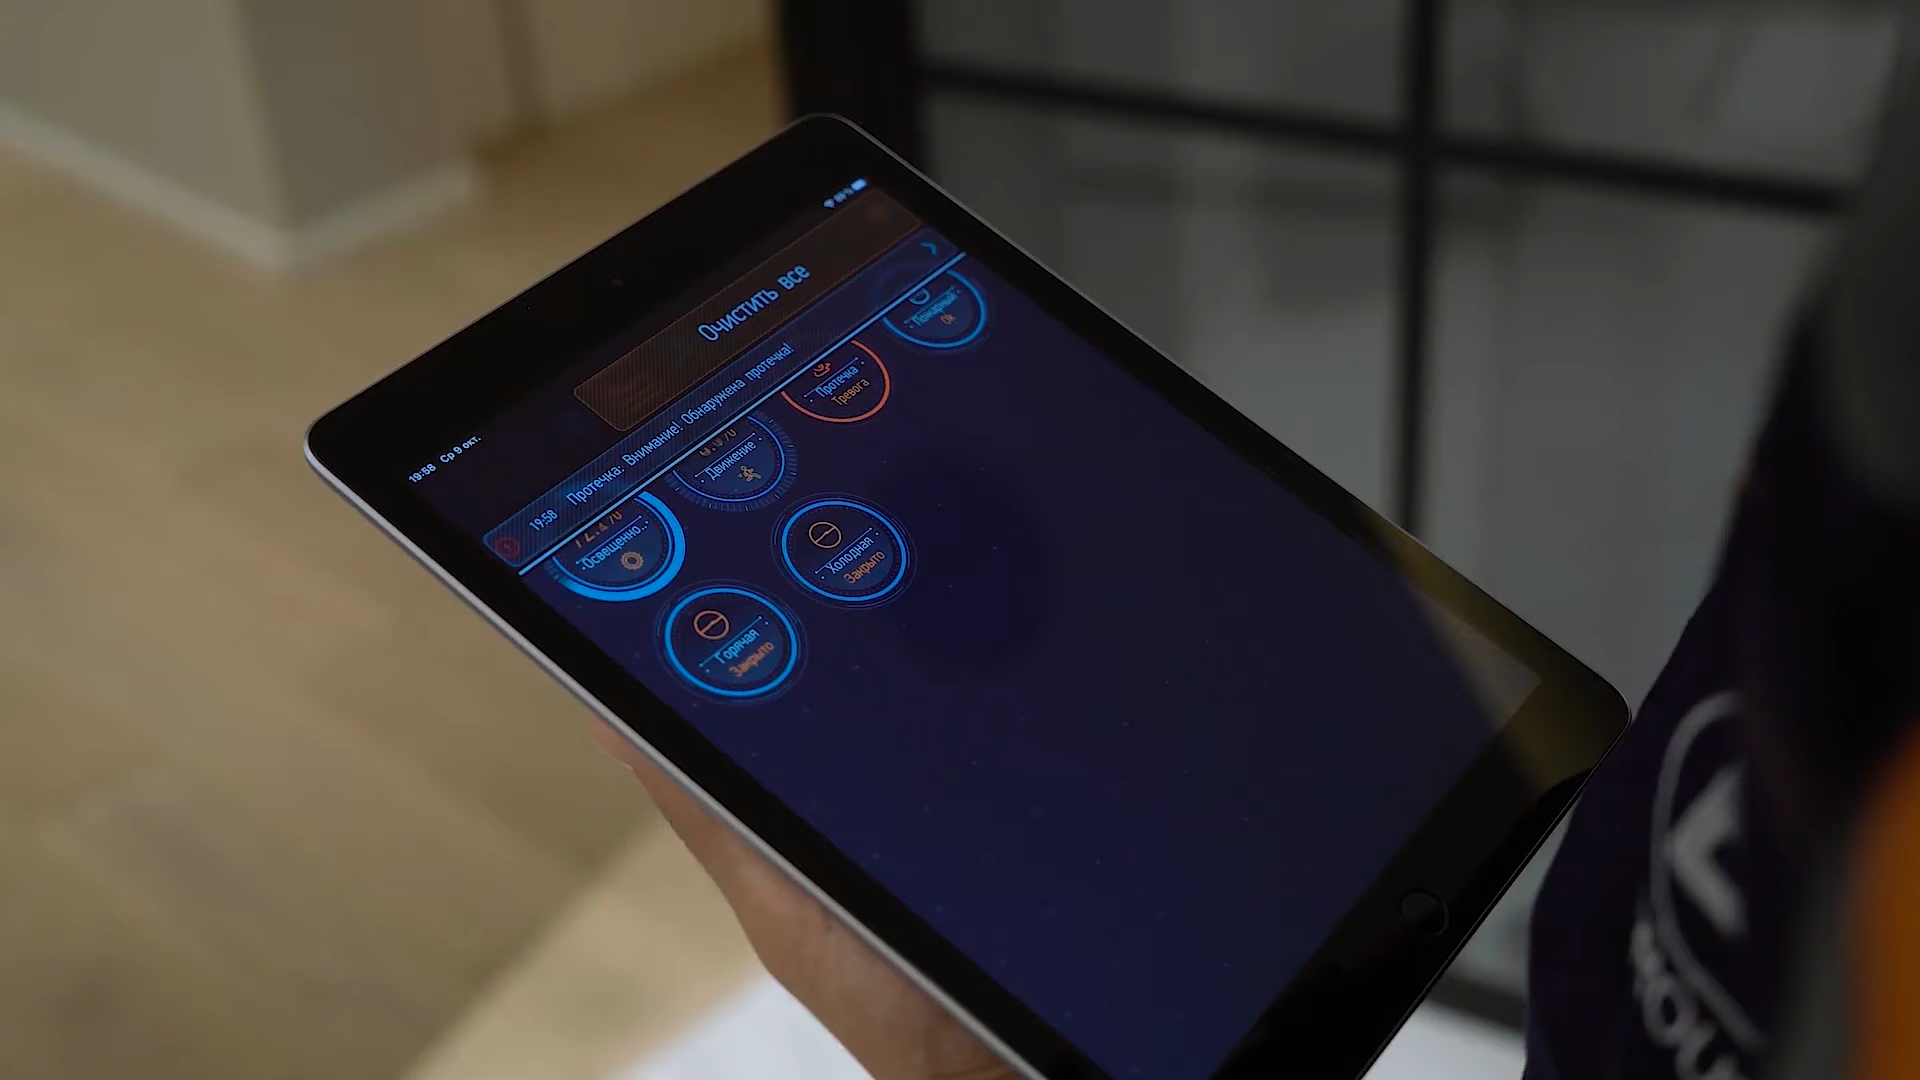 19:58 Ср 9 окт.
Очистить все
19:58 Протечка: Внимание! Обнаружена протечка!
Освещенно...
Движение
Протечка
Тревога
Пожарный
Ok
Горячая
Закрыто
Холодная
Закрыто